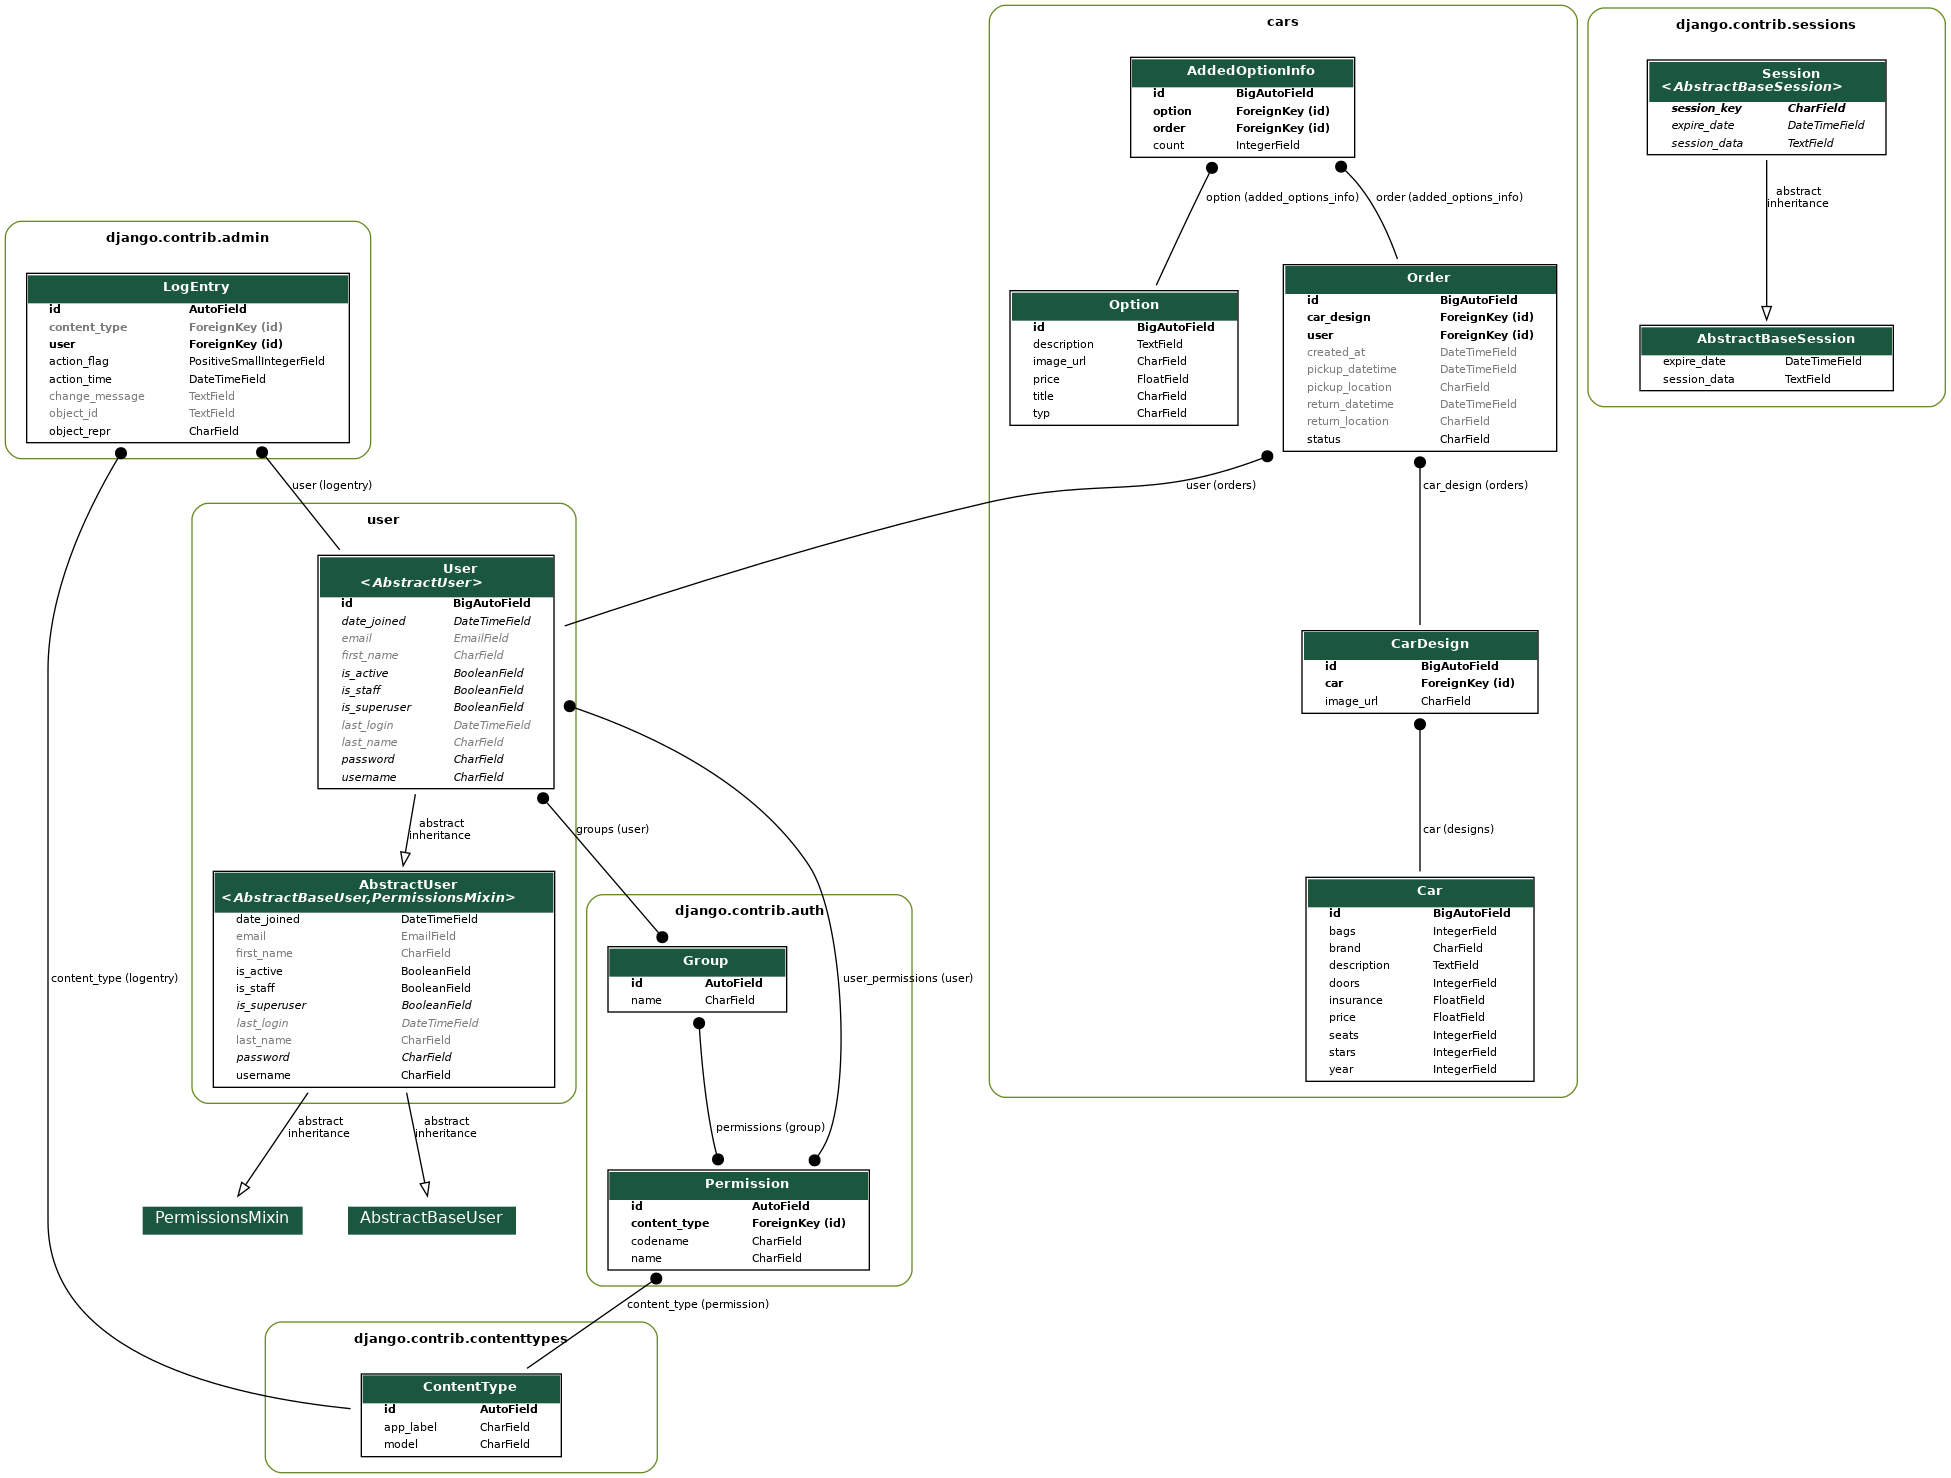 cars
AddedOptionInfo
id BigAutoField
option ForeignKey (id)
order ForeignKey (id)
count IntegerField
option (added_options_info)
order (added_options_info)
Option
id BigAutoField
description TextField
image_url CharField
price FloatField
title CharField
typ CharField
Order
id BigAutoField
car_design ForeignKey (id)
user ForeignKey (id)
created_at DateTimeField
pickup_datetime DateTimeField
pickup_location CharField
return_datetime DateTimeField
return_location CharField
status CharField
user (orders)
car_design (orders)
CarDesign
id BigAutoField
car ForeignKey (id)
image_url CharField
car (designs)
Car
id BigAutoField
bags IntegerField
brand CharField
description TextField
doors IntegerField
insurance FloatField
price FloatField
seats IntegerField
stars IntegerField
year IntegerField
django.contrib.sessions
Session
<AbstractBaseSession>
session_key CharField
expire_date DateTimeField
session_data TextField
abstract
inheritance
AbstractBaseSession
expire_date DateTimeField
session_data TextField
django.contrib.admin
LogEntry
id AutoField
content_type ForeignKey (id)
user ForeignKey (id)
action_flag PositiveSmallIntegerField
action_time DateTimeField
change_message TextField
object_id TextField
object_repr CharField
user (logentry)
content_type (logentry)
user
User
<AbstractUser>
id BigAutoField
date_joined DateTimeField
email EmailField
first_name CharField
is_active BooleanField
is_staff BooleanField
is_superuser BooleanField
last_login DateTimeField
last_name CharField
password CharField
username CharField
abstract
inheritance
groups (user)
AbstractUser
<AbstractBaseUser,PermissionsMixin>
date_joined DateTimeField
email EmailField
first_name CharField
is_active BooleanField
is_staff BooleanField
is_superuser BooleanField
last_login DateTimeField
last_name CharField
password CharField
username CharField
abstract
inheritance
abstract
inheritance
PermissionsMixin
AbstractBaseUser
django.contrib.auth
Group
id AutoField
name CharField
user_permissions (user)
permissions (group)
Permission
id AutoField
content_type ForeignKey (id)
codename CharField
name CharField
content_type (permission)
django.contrib.contenttypes
ContentType
id AutoField
app_label CharField
model CharField